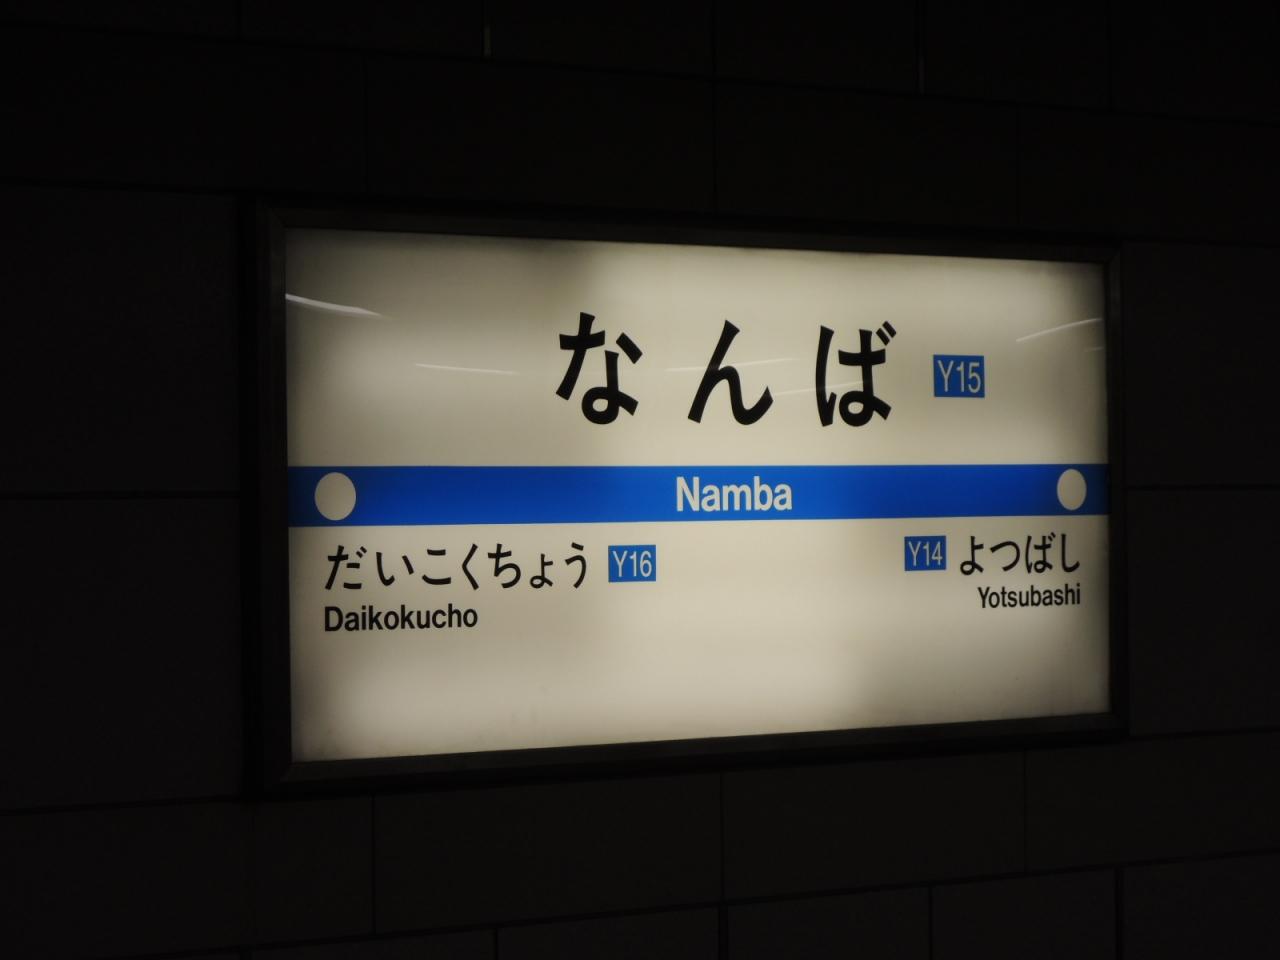 なんば Y15
Namba
だいこくちょう Y16
Daikokucho
Y14 よつばし
Yotsubashi